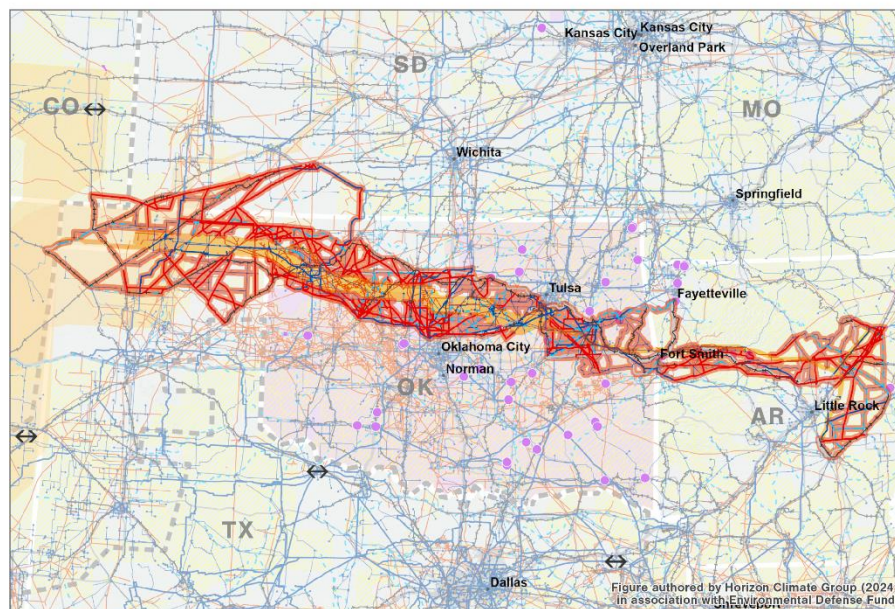 Kansas City
Kansas City
Overland Park
SD
CO
MO
Wichita
Springfield
Tulsa
Fayetteville
Oklahoma City
Fort Smith
Norman
OK
AR
Little Rock
TX
Dallas
Figure authored by Horizon Climate Group (2024
in association with Environmental Defense Fund